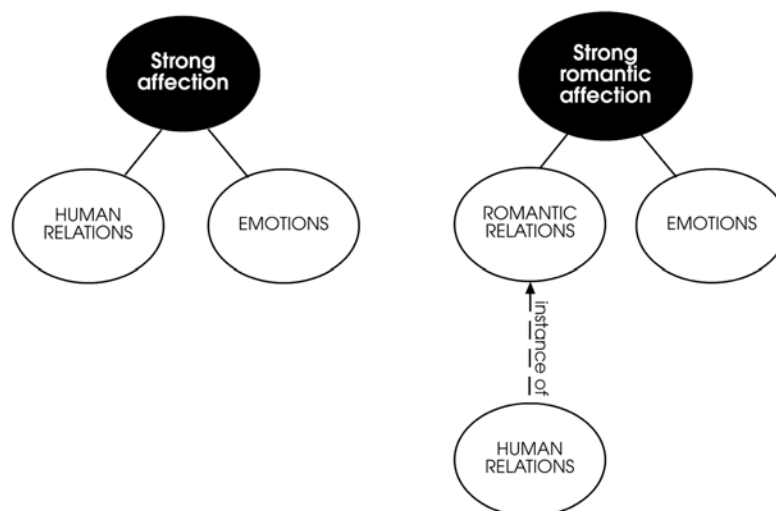 Strong
affection
HUMAN
RELATIONS
EMOTIONS
Strong
romantic
affection
ROMANTIC
RELATIONS
EMOTIONS
instance of
HUMAN
RELATIONS